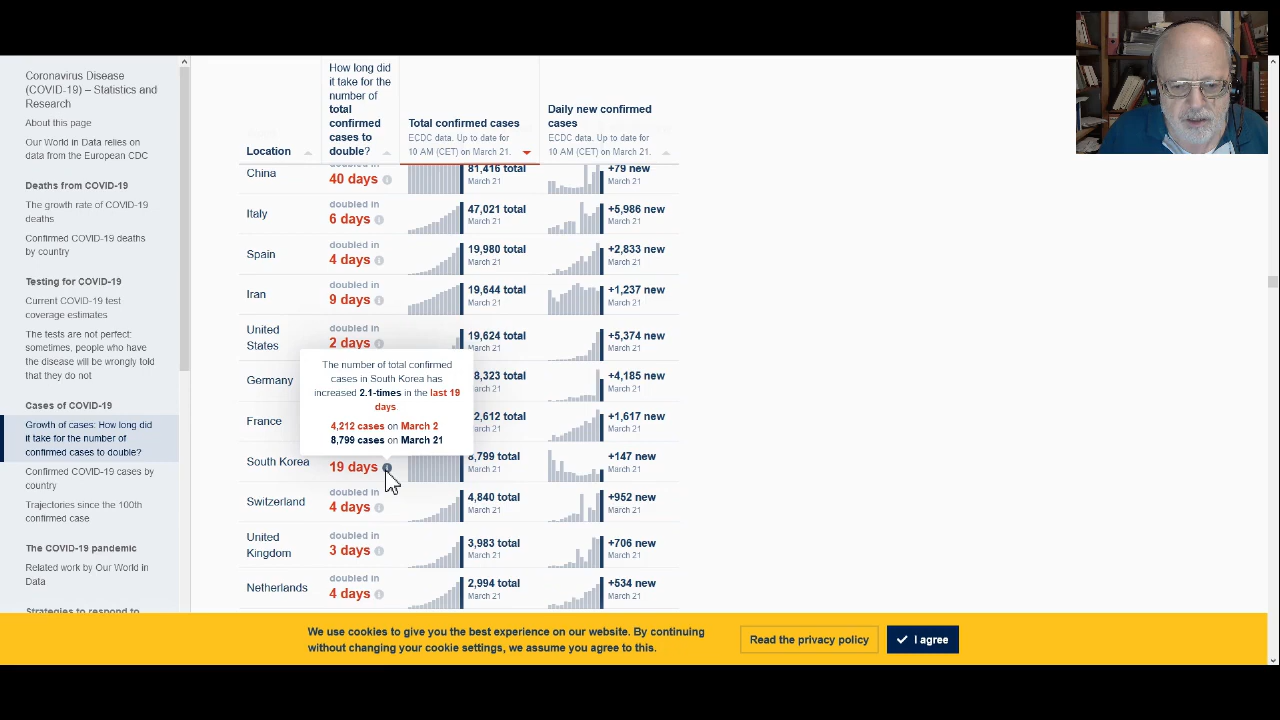 Coronavirus Disease
(COVID-19) – Statistics and
Research
About this page
Our World in Data relies on
data from the European CDC
Deaths from COVID-19
The growth rate of COVID-19
deaths
Confirmed COVID-19 deaths
by country
Testing for COVID-19
Current COVID-19 test
coverage estimates
The tests are not perfect:
sometimes, people who have
the disease will be wrongly told
that they do not
Cases of COVID-19
Growth of cases: How long did
it take for the number of
confirmed cases to double?
Confirmed COVID-19 cases by
country
Trajectories since the 100th
confirmed case
The COVID-19 pandemic
Related work by Our World in
Data
Strategies to respond to
Location
How long did
it take for the
number of
total
confirmed
cases to
double?
Total confirmed cases
ECDC data. Up to date for
10 AM (CET) on March 21.
Daily new confirmed
cases
ECDC data. Up to date for
10 AM (CET) on March 21.
China
doubled in
40 days
81,416 total
March 21
+79 new
March 21
Italy
doubled in
6 days
47,021 total
March 21
+5,986 new
March 21
Spain
doubled in
4 days
19,980 total
March 21
+2,833 new
March 21
Iran
doubled in
9 days
19,644 total
March 21
+1,237 new
March 21
United
States
doubled in
2 days
19,624 total
March 21
+5,374 new
March 21
The number of total confirmed
cases in South Korea has
increased 2.1-times in the last 19
days.
4,212 cases on March 2
8,799 cases on March 21
Germany
8,323 total
March 21
+4,185 new
March 21
France
2,612 total
March 21
+1,617 new
March 21
South Korea
19 days
8,799 total
March 21
+147 new
March 21
Switzerland
doubled in
4 days
4,840 total
March 21
+952 new
March 21
United
Kingdom
doubled in
3 days
3,983 total
March 21
+706 new
March 21
Netherlands
doubled in
4 days
2,994 total
March 21
+534 new
March 21
We use cookies to give you the best experience on our website. By continuing
without changing your cookie settings, we assume you agree to this.
Read the privacy policy
I agree